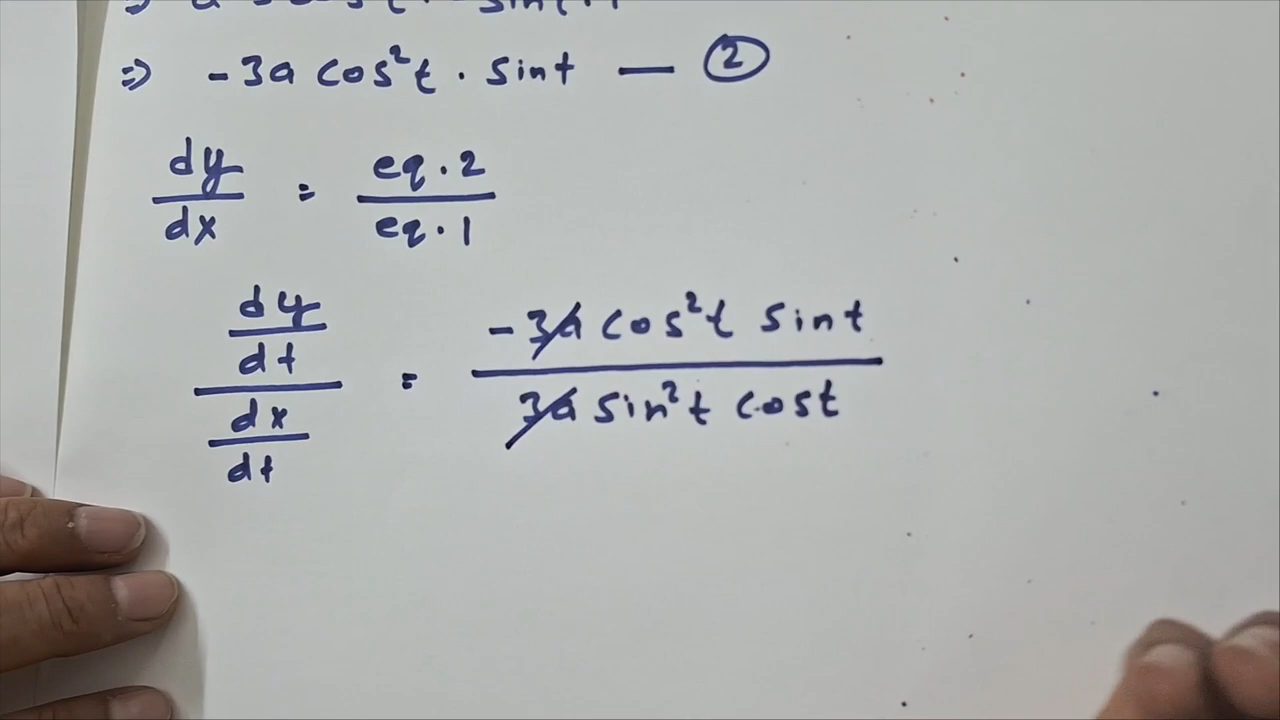 => -3a cos²t . sint — ②
dy/dx = eq.2/eq.1
dy/dt / dx/dt = -3a cos²t sint / 3a sin²t cost